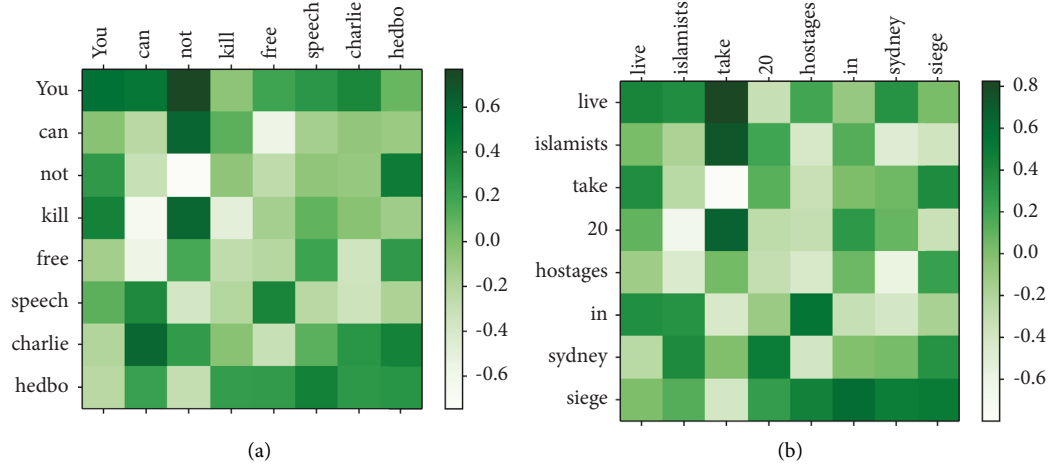 You can not kill free speech charlie hedbo
You
can
not
kill
free
speech
charlie
hedbo
0.6
0.4
0.2
0.0
-0.2
-0.4
-0.6
(a)
live islamists take 20 hostages in sydney siege
live
islamists
take
20
hostages
in
sydney
siege
0.8
0.6
0.4
0.2
0.0
-0.2
-0.4
-0.6
(b)